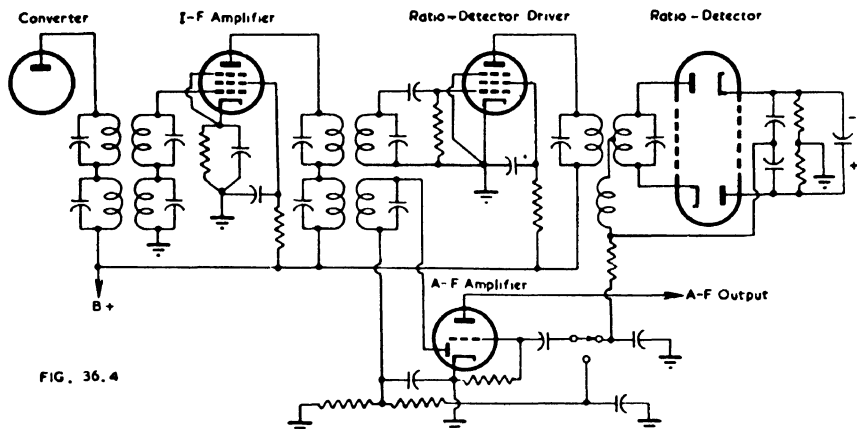 Converter
I-F Amplifier
Ratio-Detector Driver
Ratio-Detector
-
+
B+
A-F Amplifier
A-F Output
FIG. 36.4